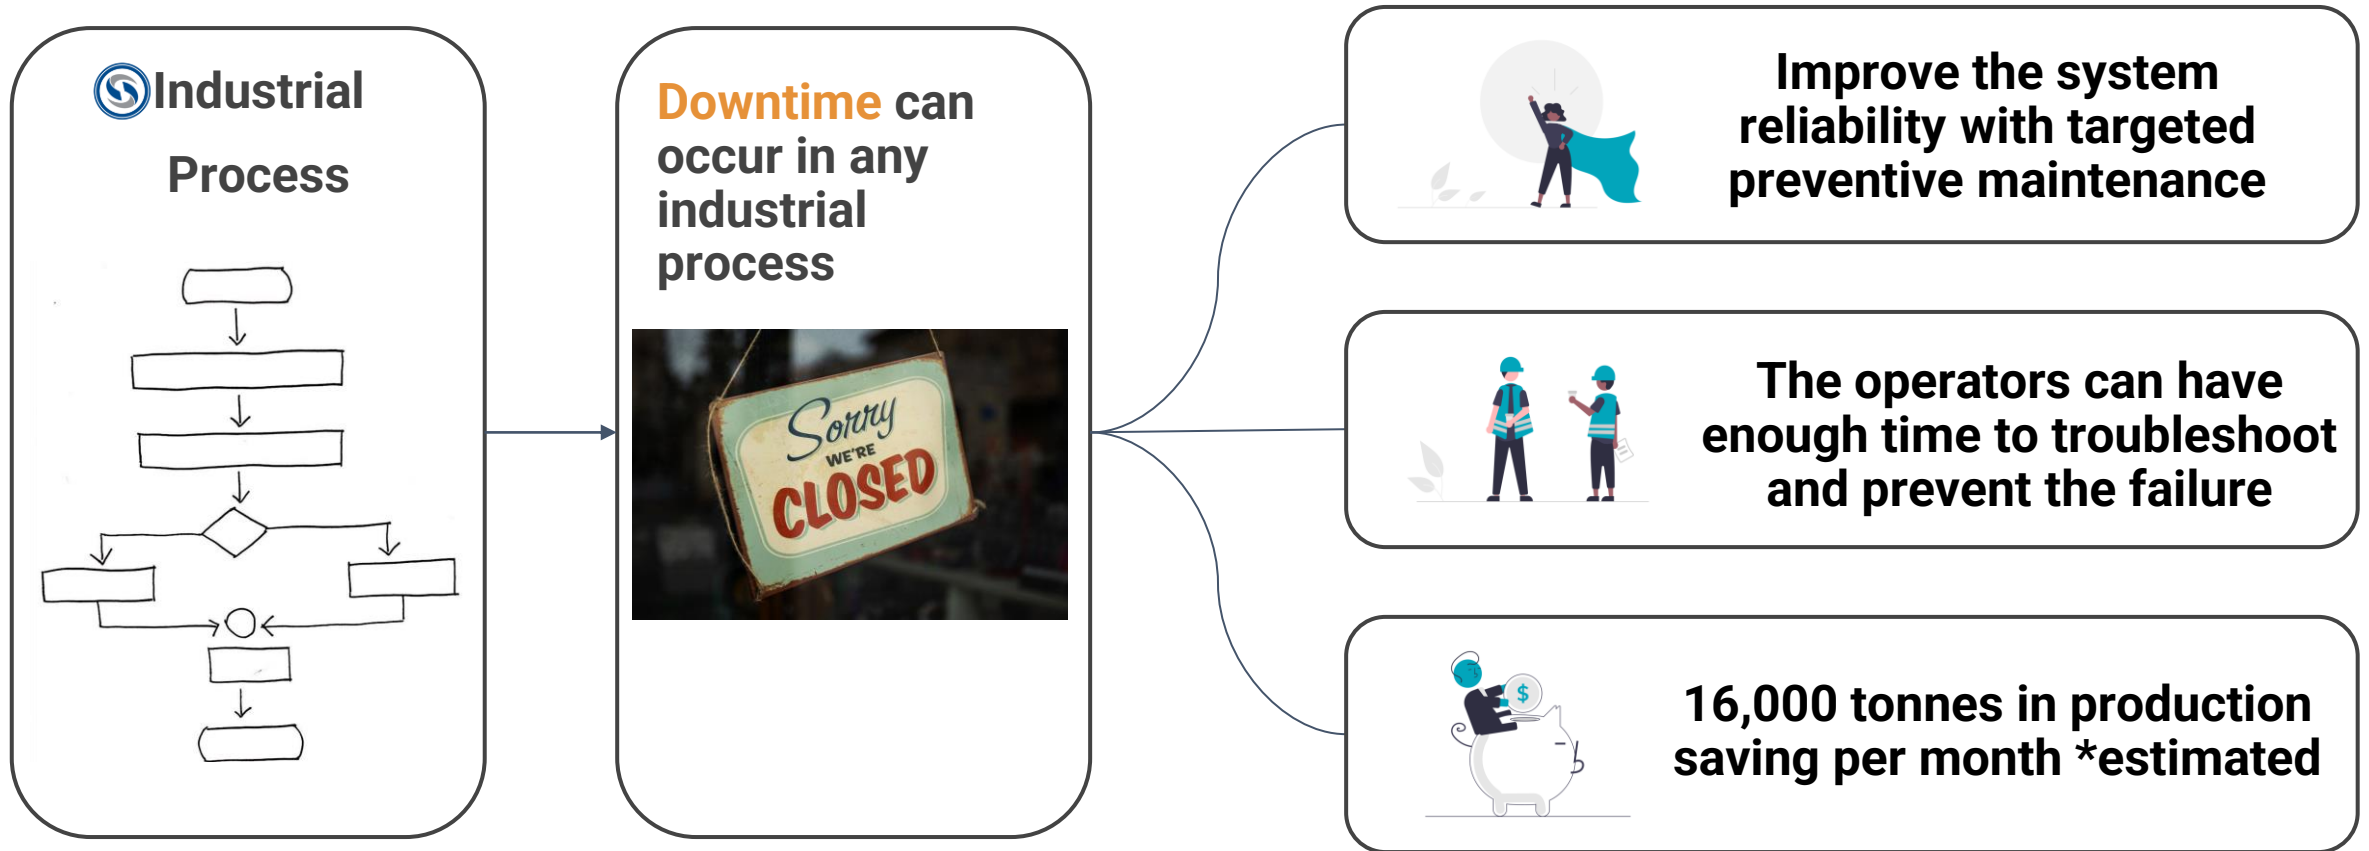 Industrial
Process
Downtime can
occur in any
industrial
process
Sorry
WE'RE
CLOSED
Improve the system
reliability with targeted
preventive maintenance
The operators can have
enough time to troubleshoot
and prevent the failure
$
16,000 tonnes in production
saving per month *estimated